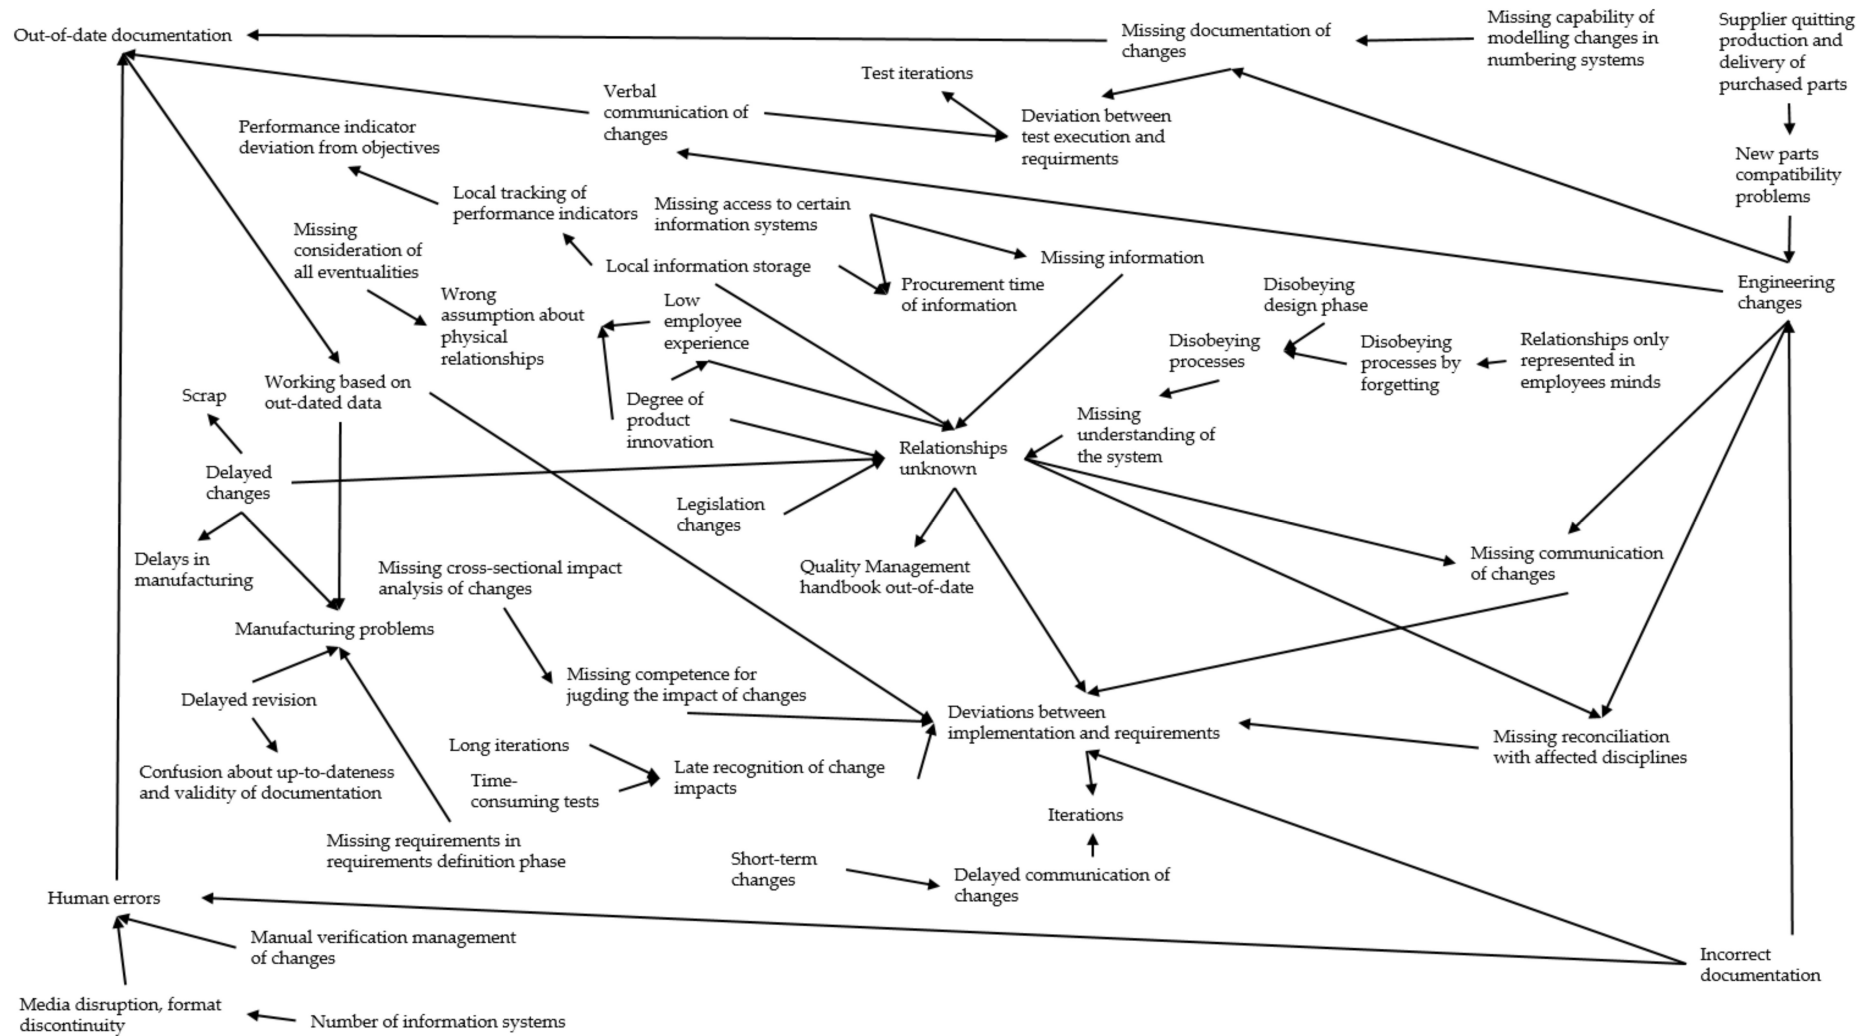 Out-of-date documentation
Missing documentation of
changes
Missing capability of
modelling changes in
numbering systems
Supplier quitting
production and
delivery of
purchased parts
Test iterations
Verbal
communication of
changes
Deviation between
test execution and
requirments
Performance indicator
deviation from objectives
New parts
compatibility
problems
Local tracking of
performance indicators
Missing access to certain
information systems
Missing
consideration of
all eventualities
Local information storage
Missing information
Procurement time
of information
Engineering
changes
Wrong
assumption about
physical
relationships
Low
employee
experience
Disobeying
design phase
Disobeying
processes
Disobeying
processes by
forgetting
Relationships only
represented in
employees minds
Working based on
out-dated data
Scrap
Degree of
product
innovation
Missing
understanding of
the system
Relationships
unknown
Delayed
changes
Legislation
changes
Delays in
manufacturing
Missing cross-sectional impact
analysis of changes
Quality Management
handbook out-of-date
Missing communication
of changes
Manufacturing problems
Missing competence for
jugding the impact of changes
Delayed revision
Deviations between
implementation and requirements
Missing reconciliation
with affected disciplines
Long iterations
Time-
consuming tests
Late recognition of change
impacts
Confusion about up-to-dateness
and validity of documentation
Iterations
Missing requirements in
requirements definition phase
Short-term
changes
Delayed communication of
changes
Human errors
Manual verification management
of changes
Incorrect
documentation
Media disruption, format
discontinuity
Number of information systems